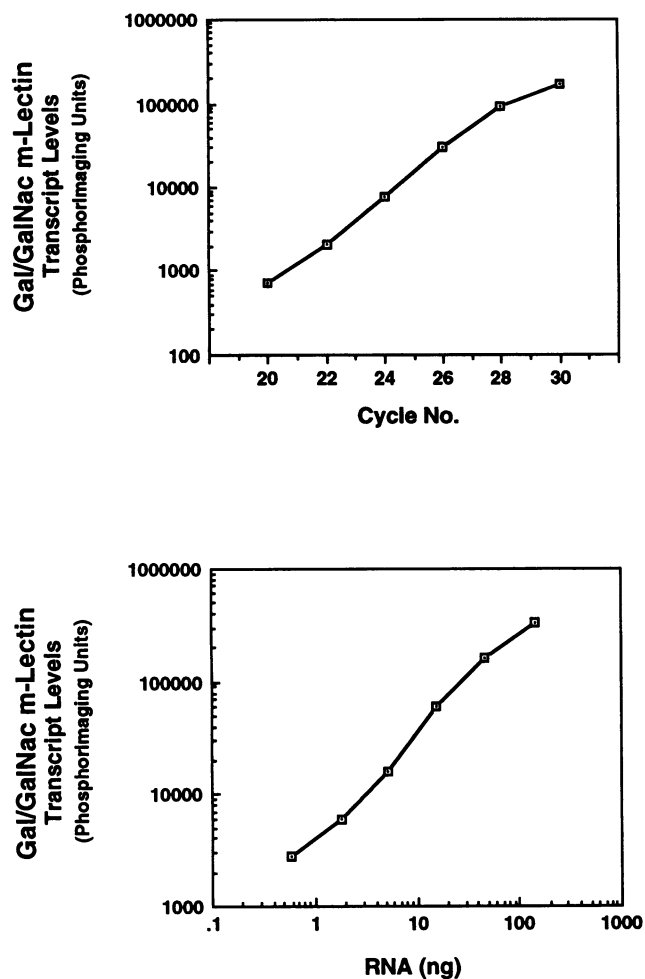 Gal/GalNac m-Lectin
Transcript Levels
(PhosphorImaging Units)
1000000
100000
10000
1000
100
20 22 24 26 28 30
Cycle No.
Gal/GalNac m-Lectin
Transcript Levels
(PhosphorImaging Units)
1000000
100000
10000
1000
.1 1 10 100 1000
RNA (ng)